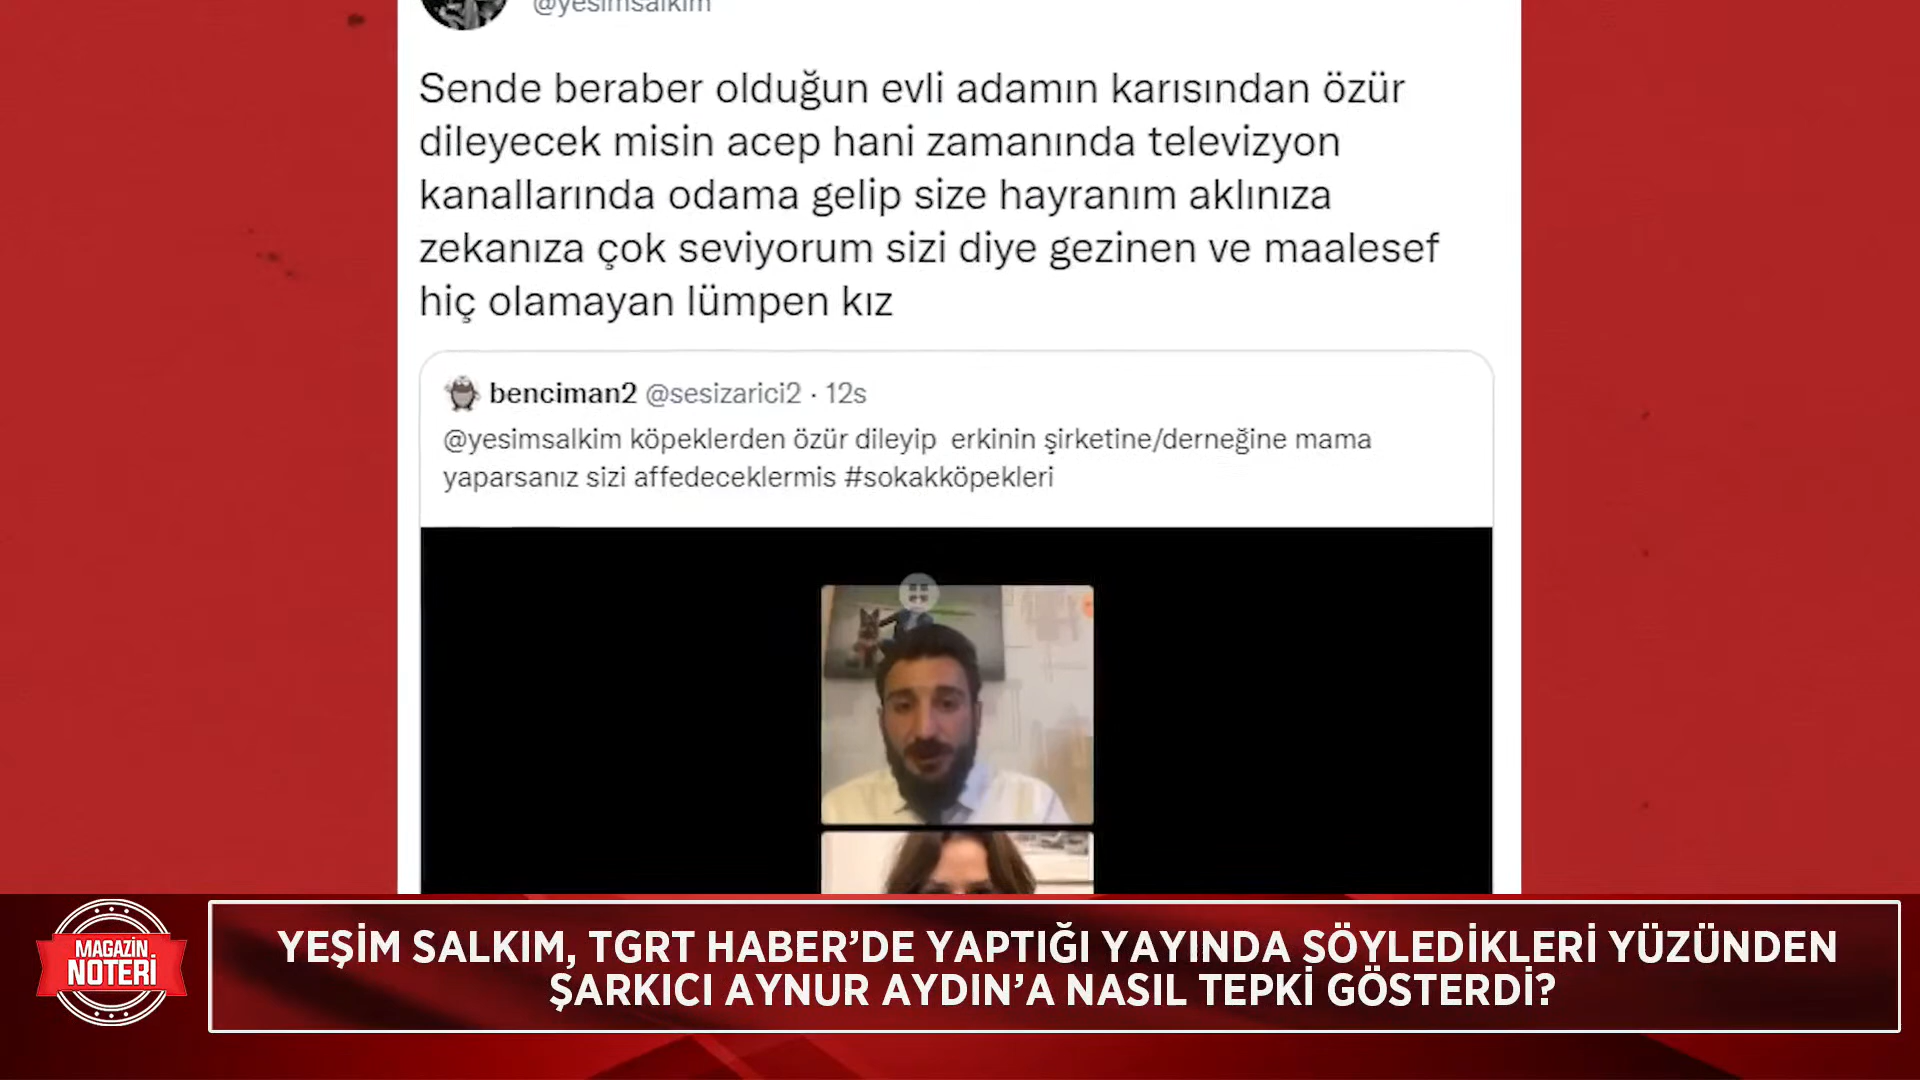 @yesimsalkim
Sende beraber olduğun evli adamın karısından özür
dileyecek misin acep hani zamanında televizyon
kanallarında odama gelip size hayranım aklınıza
zekanıza çok seviyorum sizi diye gezinen ve maalesef
hiç olamayan lümpen kız
benciman2 @sesizarici2 · 12s
@yesimsalkim köpeklerden özür dileyip erkinin şirketine/derneğine mama
yaparsanız sizi affedeceklermis #sokakköpekleri
MAGAZİN
NOTERİ
YEŞİM SALKIM, TGRT HABER'DE YAPTIĞI YAYINDA SÖYLEDİKLERİ YÜZÜNDEN
ŞARKICI AYNUR AYDIN'A NASIL TEPKİ GÖSTERDİ?